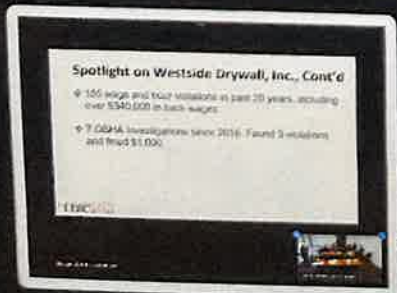 Spotlight on Westside Drywall, Inc., Cont'd
100 wage and hour violations in past 20 years, including
over $340,000 in back wages
7 OSHA investigations since 2016. Found 3 violations
and fined $1,000